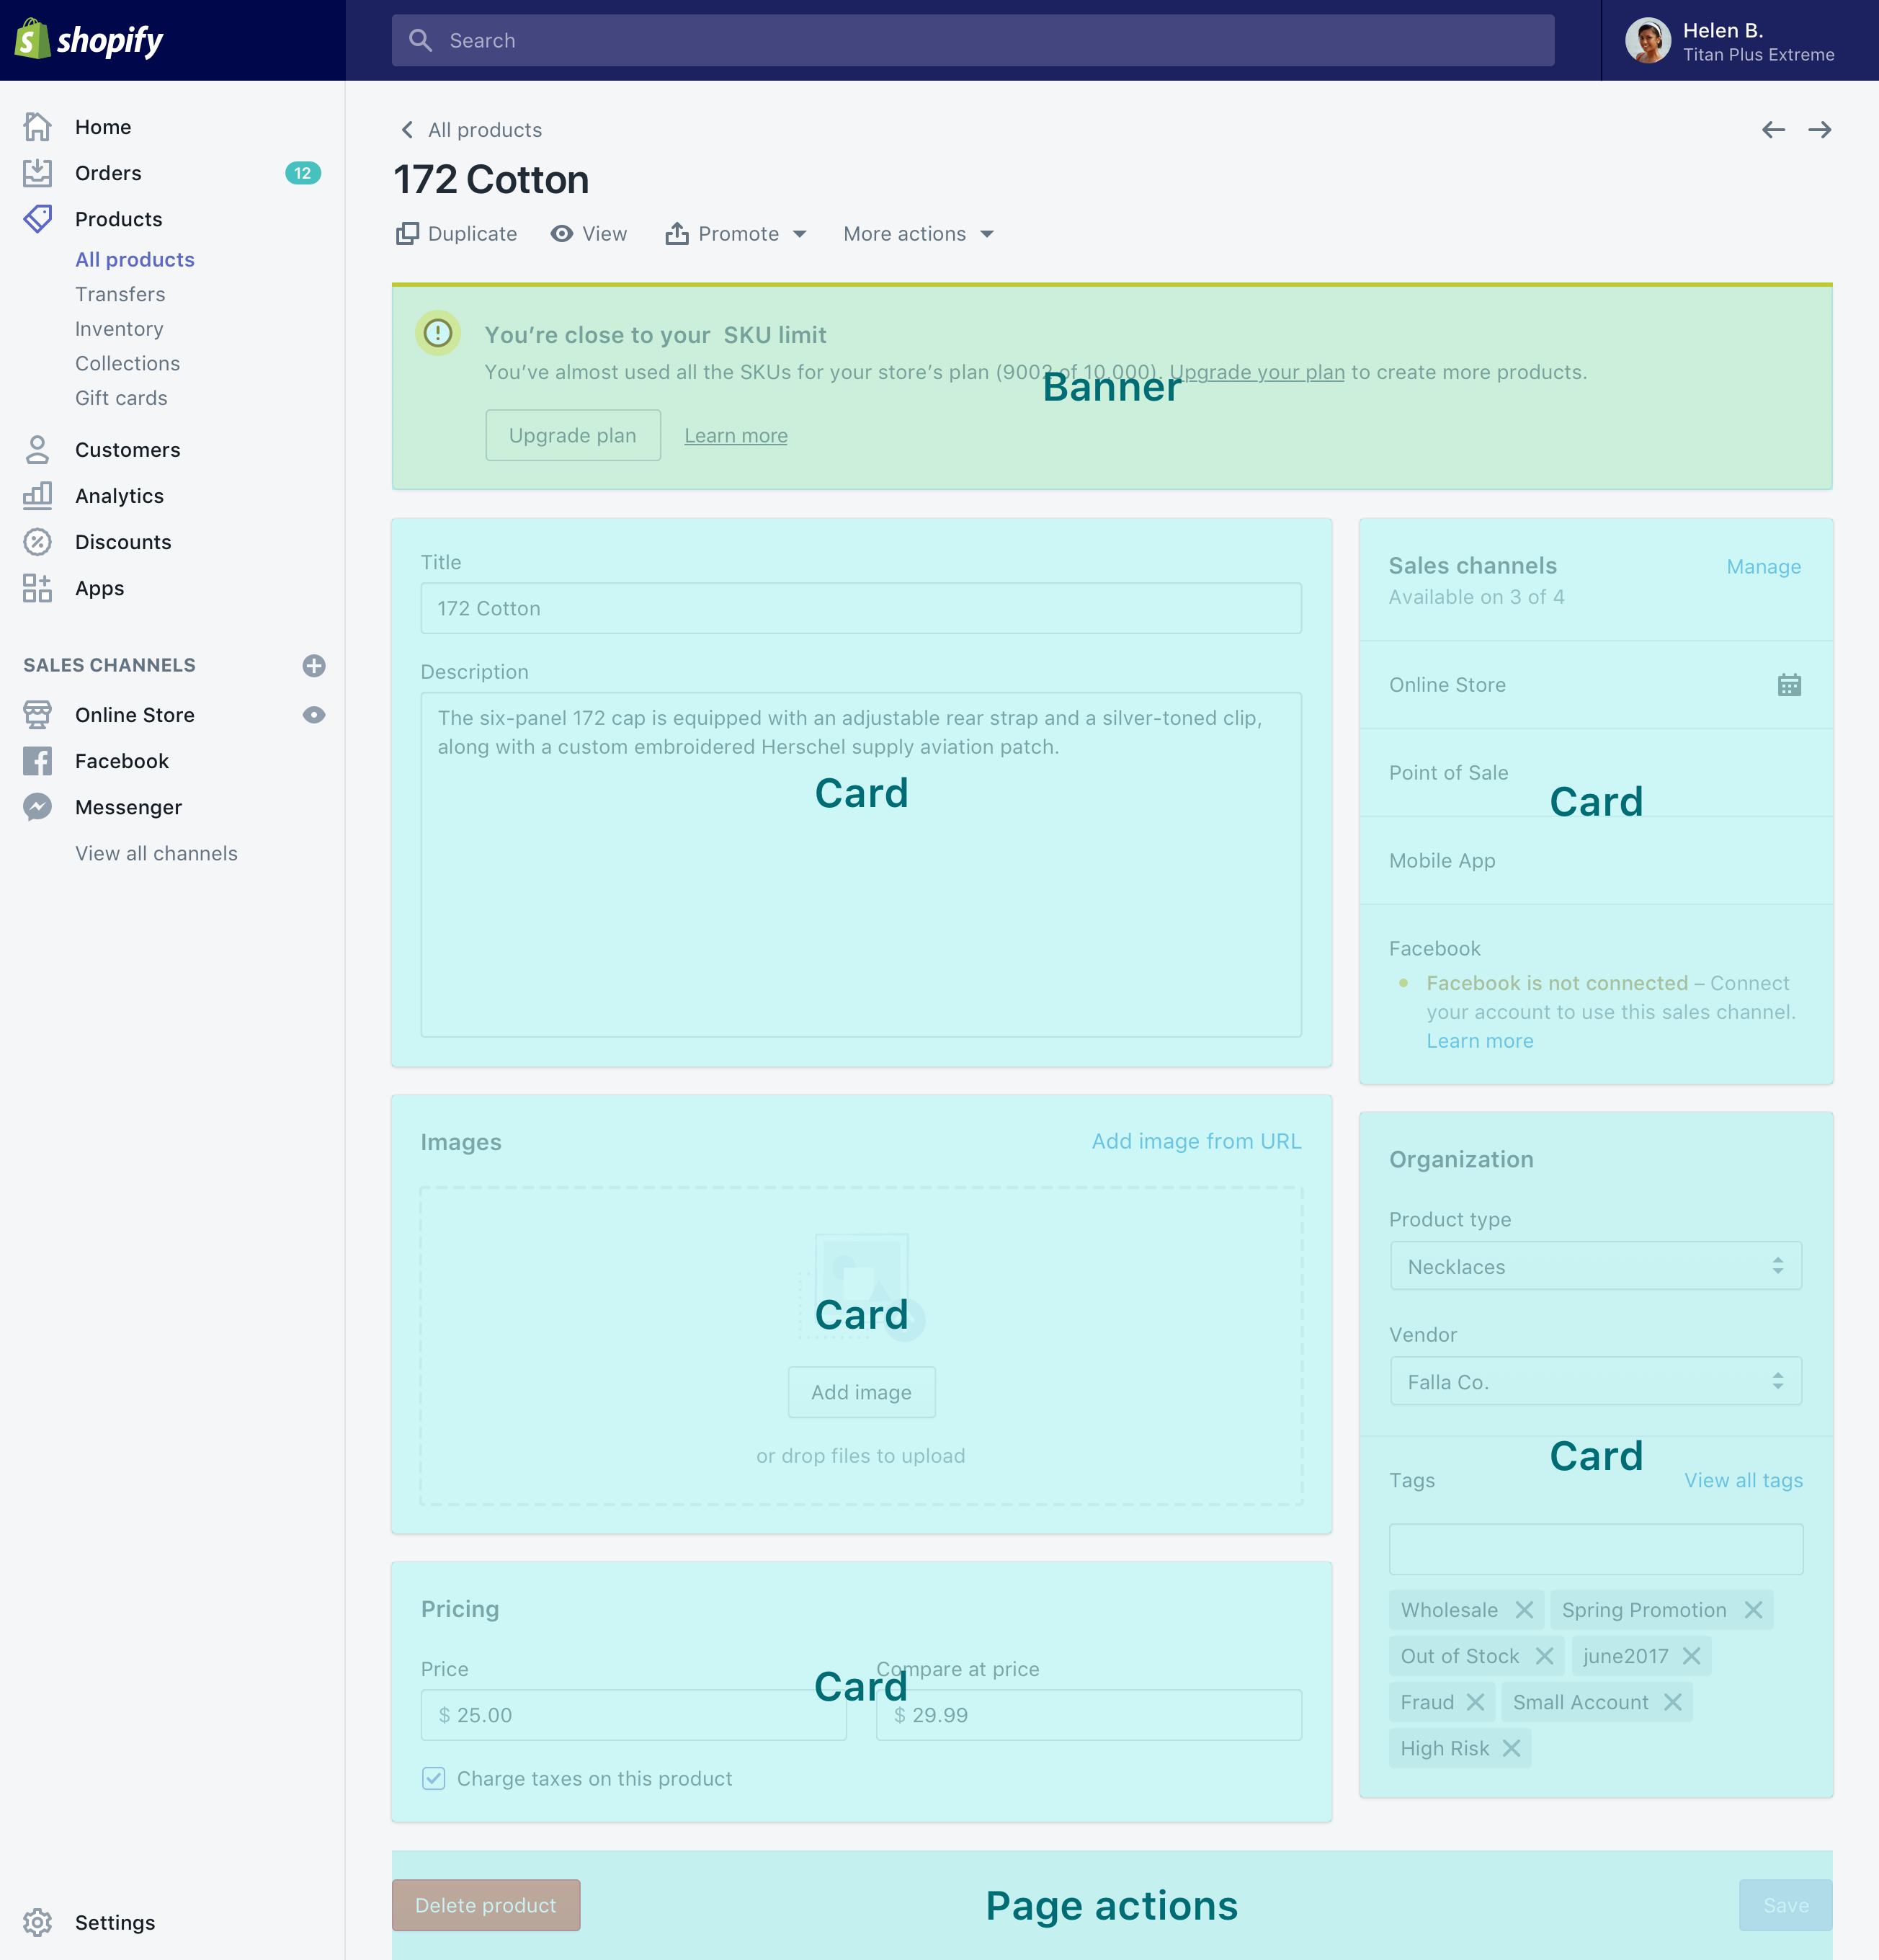 shopify
Search
Helen B.
Titan Plus Extreme
Home
Orders
12
Products
All products
Transfers
Inventory
Collections
Gift cards
Customers
Analytics
Discounts
Apps
SALES CHANNELS
Online Store
Facebook
Messenger
View all channels
Settings
All products
172 Cotton
Duplicate View Promote More actions
You’re close to your SKU limit
You’ve almost used all the SKUs for your store’s plan (9002 of 10,000). Upgrade your plan to create more products.
Banner
Upgrade plan Learn more
Title
172 Cotton
Description
The six-panel 172 cap is equipped with an adjustable rear strap and a silver-toned clip,
along with a custom embroidered Herschel supply aviation patch.
Card
Images Add image from URL
Card
Add image
or drop files to upload
Pricing
Price Compare at price
Card
$ 25.00 $ 29.99
Charge taxes on this product
Sales channels Manage
Available on 3 of 4
Online Store
Point of Sale
Card
Mobile App
Facebook
Facebook is not connected – Connect
your account to use this sales channel.
Learn more
Organization
Product type
Necklaces
Vendor
Falla Co.
Card
Tags View all tags
Wholesale Spring Promotion
Out of Stock june2017
Fraud Small Account
High Risk
Delete product Page actions Save